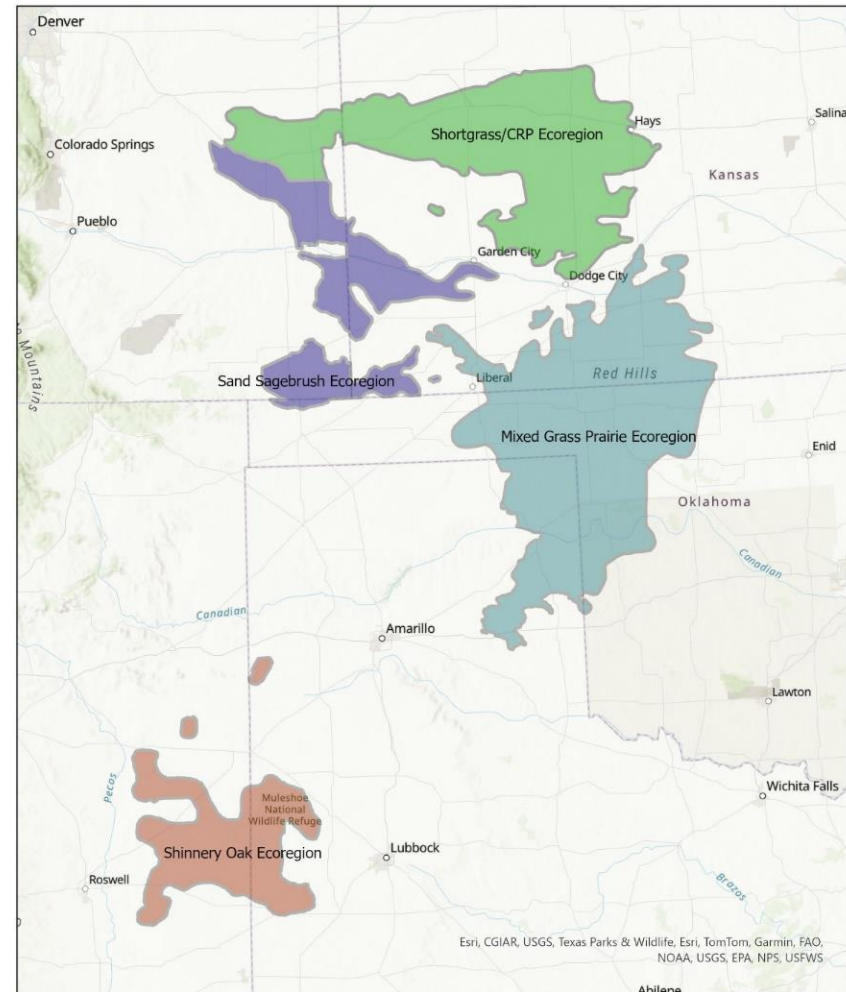 Denver
Hays
Salina
Shortgrass/CRP Ecoregion
Colorado Springs
Kansas
Pueblo
Garden City
Dodge City
Mountains
Red Hills
Liberal
Sand Sagebrush Ecoregion
Mixed Grass Prairie Ecoregion
Enid
Oklahoma
Canadian
Canadian
Amarillo
Lawton
Pecos
Wichita Falls
Muleshoe
National
Wildlife Refuge
Shinnery Oak Ecoregion
Lubbock
Roswell
Brazos
Esri, CGIAR, USGS, Texas Parks & Wildlife, Esri, TomTom, Garmin, FAO,
NOAA, USGS, EPA, NPS, USFWS
Abilene